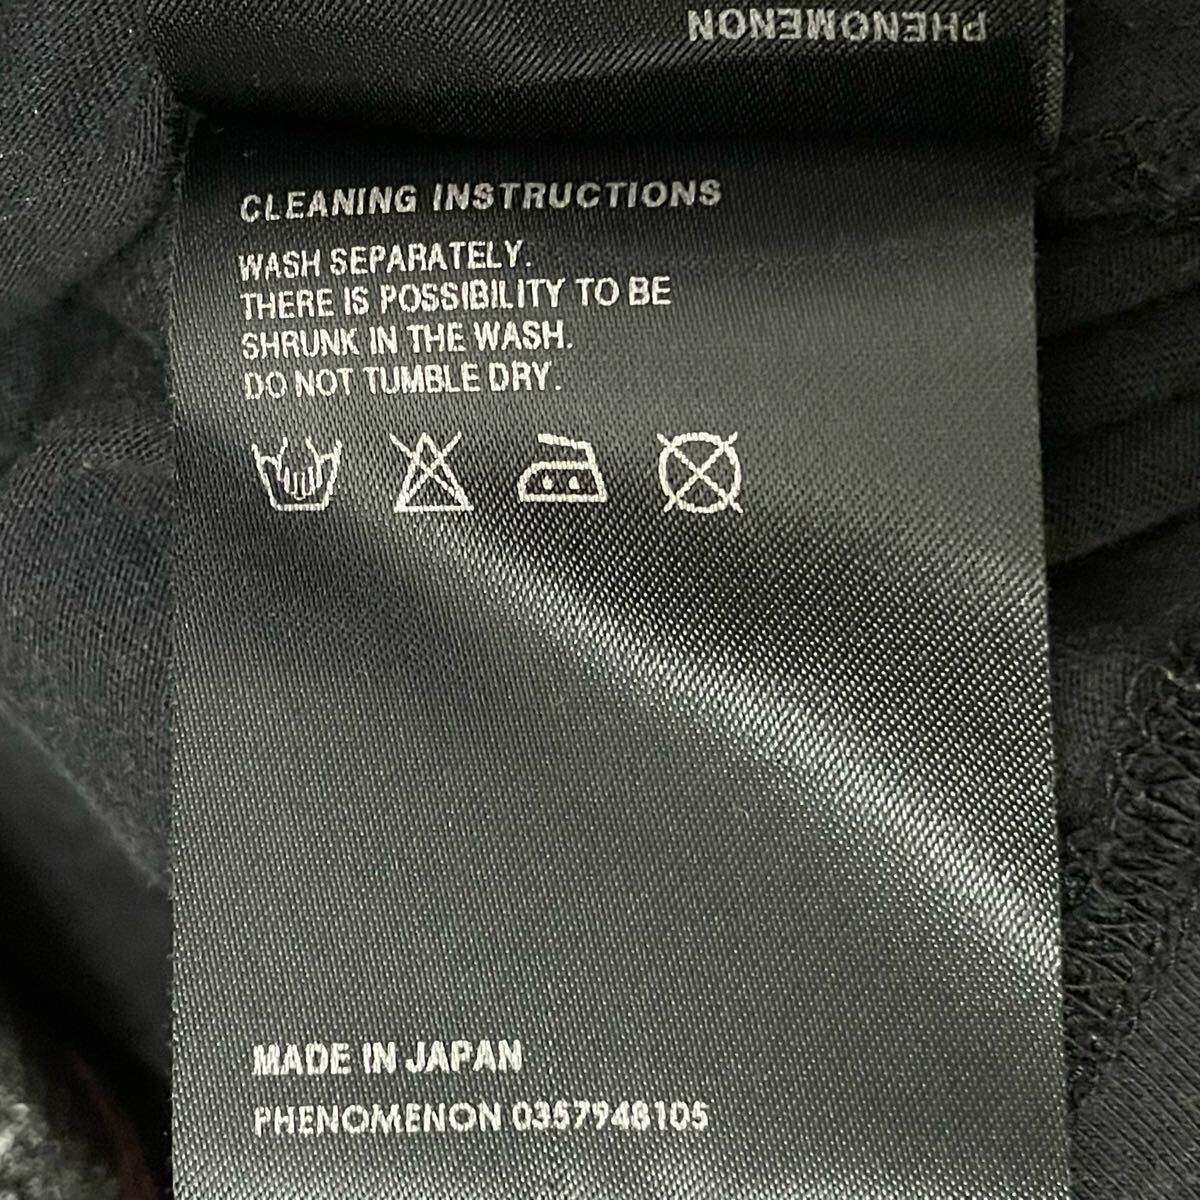 PHENOMENON
CLEANING INSTRUCTIONS
WASH SEPARATELY.
THERE IS POSSIBILITY TO BE
SHRUNK IN THE WASH.
DO NOT TUMBLE DRY.
MADE IN JAPAN
PHENOMENON 0357948105